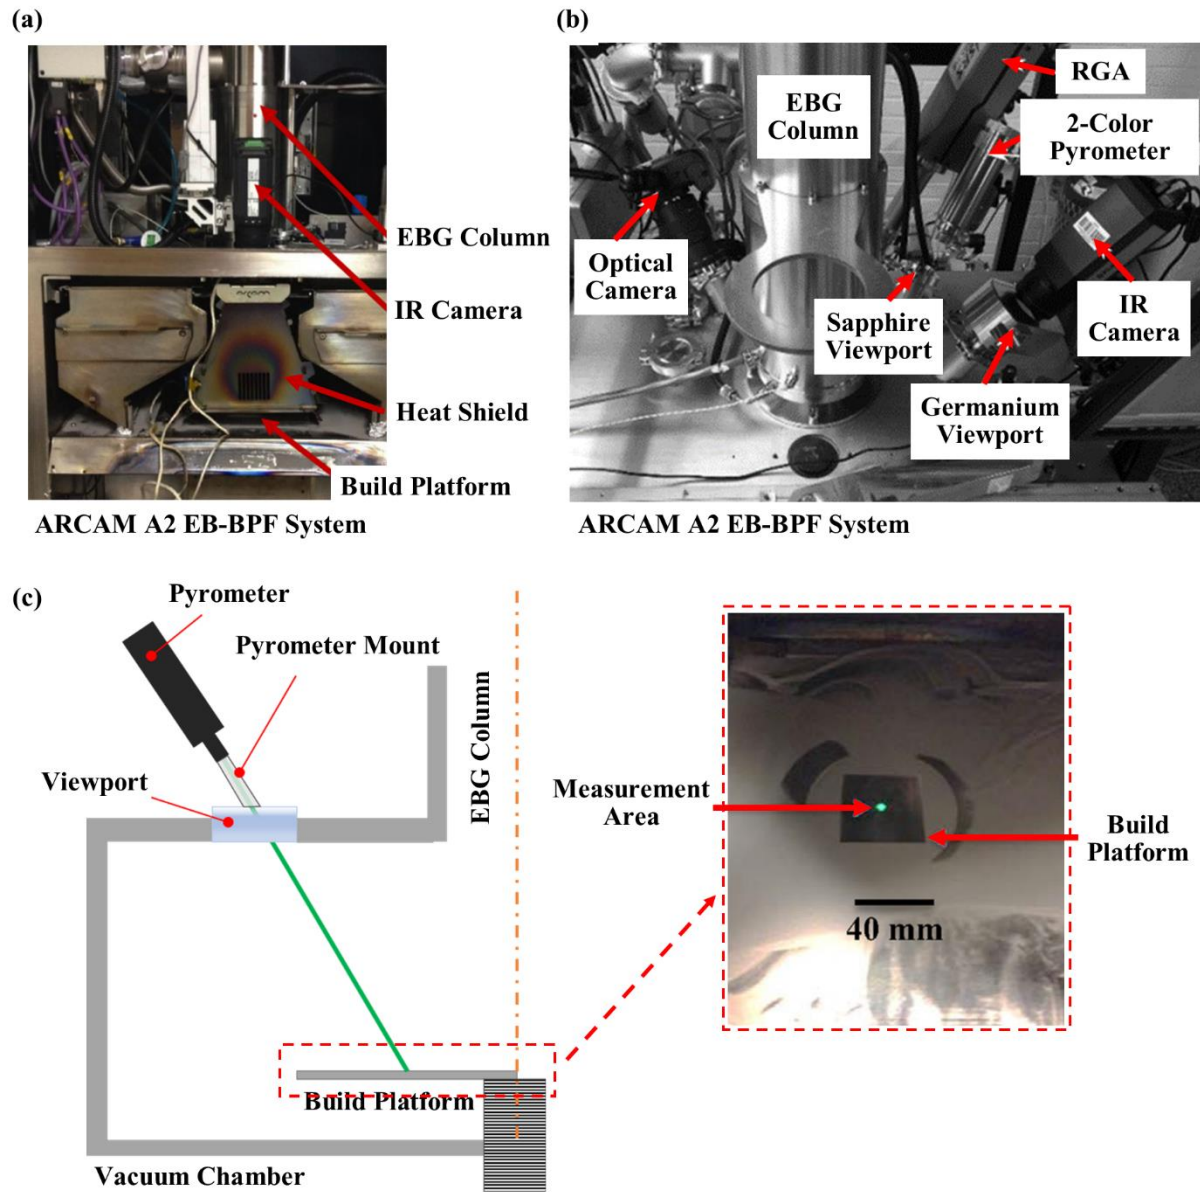 (a)
EBG Column
IR Camera
Heat Shield
Build Platform
ARCAM A2 EB-BPF System
(b)
RGA
EBG
Column
2-Color
Pyrometer
Optical
Camera
Sapphire
Viewport
IR
Camera
Germanium
Viewport
ARCAM A2 EB-BPF System
(c)
Pyrometer
Pyrometer Mount
Viewport
EBG Column
Build Platform
Vacuum Chamber
Measurement
Area
Build
Platform
40 mm